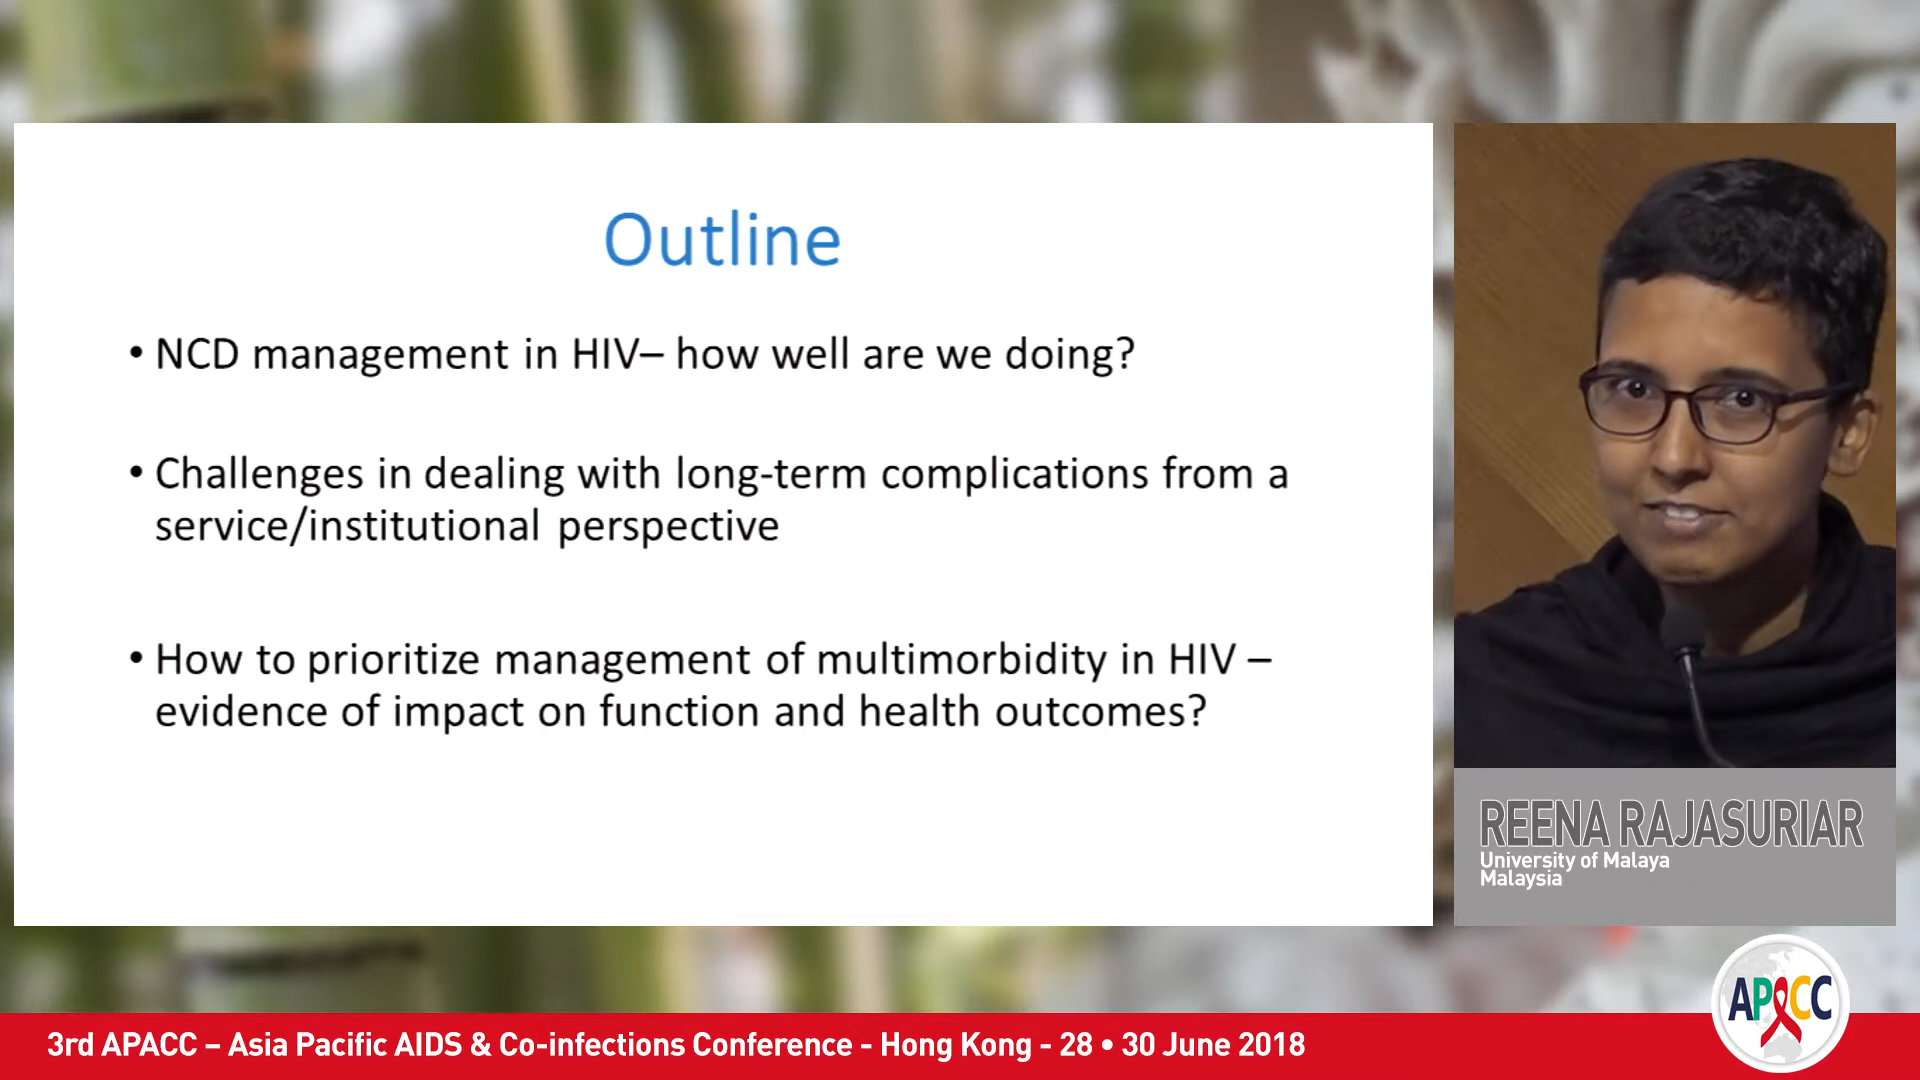 Outline
• NCD management in HIV– how well are we doing?
• Challenges in dealing with long-term complications from a
service/institutional perspective
• How to prioritize management of multimorbidity in HIV –
evidence of impact on function and health outcomes?
REENA RAJASURIAR
University of Malaya
Malaysia
APACC
3rd APACC – Asia Pacific AIDS & Co-infections Conference - Hong Kong - 28 • 30 June 2018